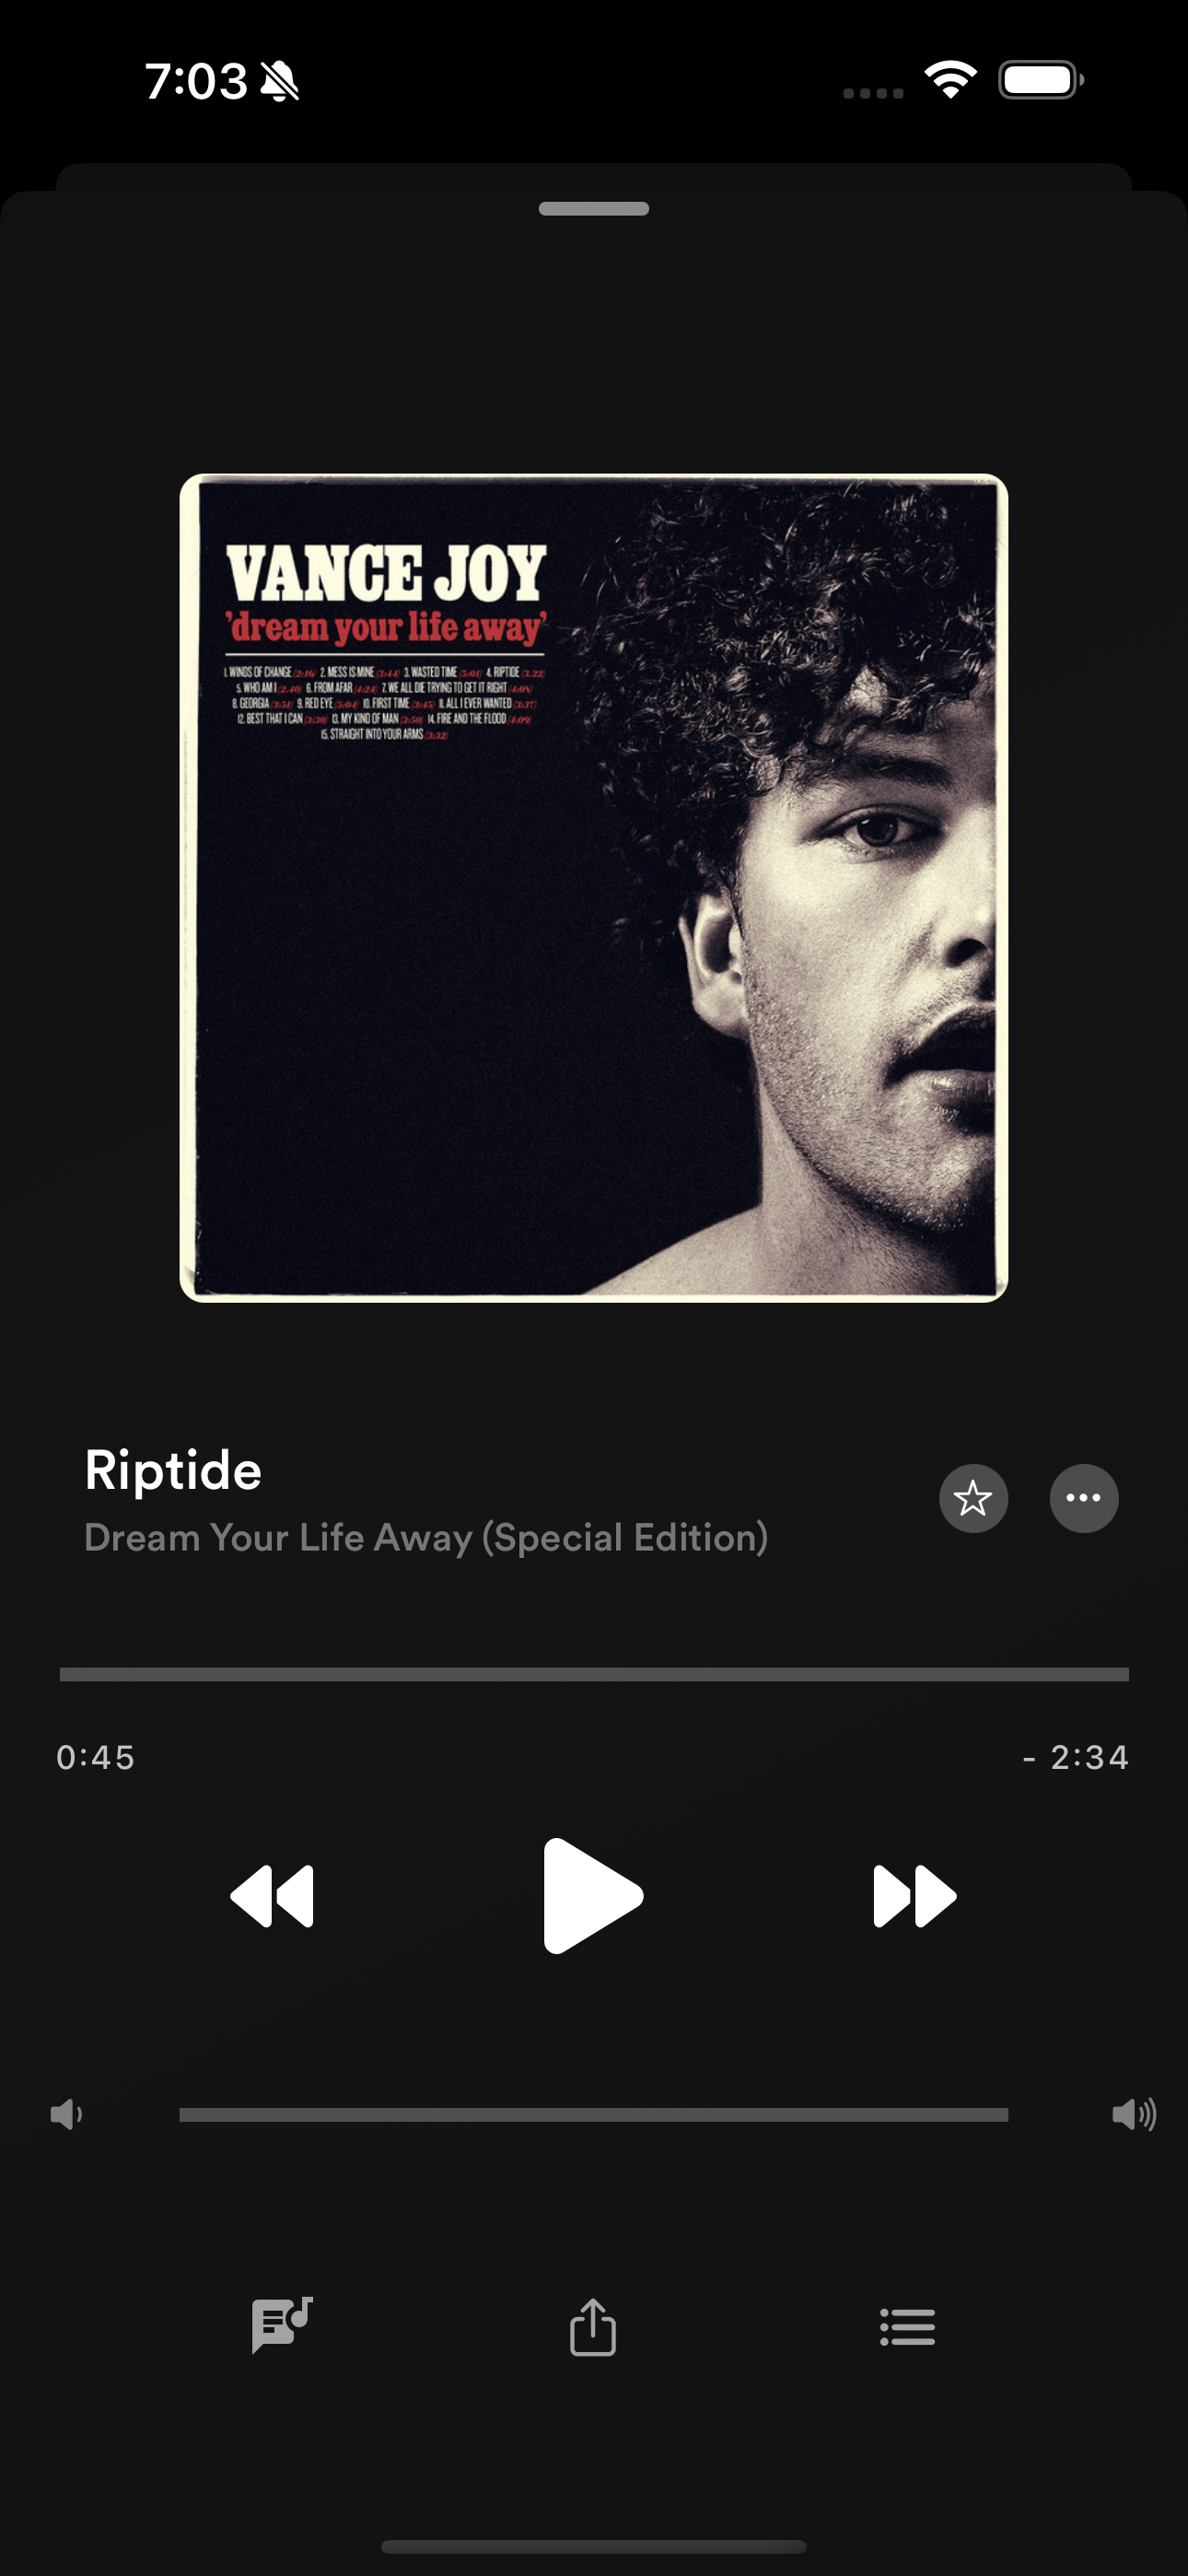 7:03
VANCE JOY
'dream your life away'
1. WINDS OF CHANGE (2:16) 2. MESS IS MINE (3:44) 3. WASTED TIME (5:01) 4. RIPTIDE (3.22)
5. WHO AM I (2.40) 6. FROM AFAR (4:24) 7. WE ALL DIE TRYING TO GET IT RIGHT (4:08)
8. GEORGIA (3:51) 9. RED EYE (5:04) 10. FIRST TIME (3:45) 11. ALL I EVER WANTED (3:37)
12. BEST THAT I CAN (3:30) 13. MY KIND OF MAN (3:50) 14. FIRE AND THE FLOOD (4:09)
15. STRAIGHT INTO YOUR ARMS (3:32)
Riptide
Dream Your Life Away (Special Edition)
0:45
- 2:34